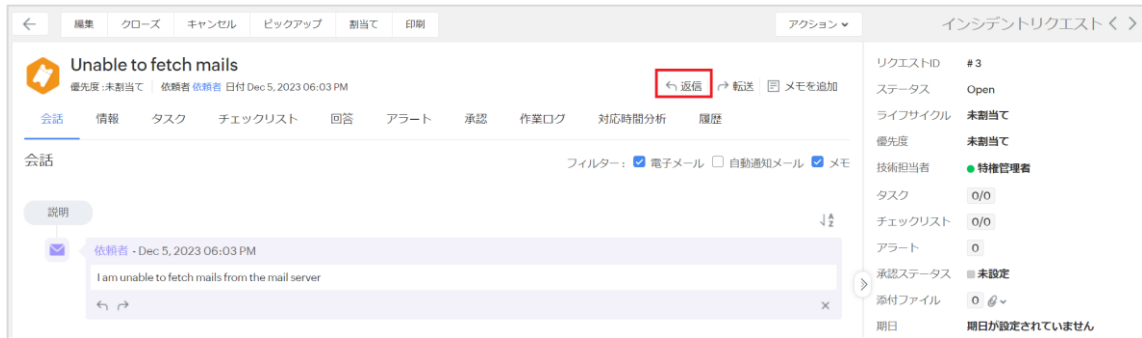 編集 クローズ キャンセル ピックアップ 割当て 印刷 アクション インシデントリクエスト
Unable to fetch mails
優先度 :未割当て 依頼者 依頼者 日付 Dec 5, 2023 06:03 PM
返信 転送 メモを追加
会話 情報 タスク チェックリスト 回答 アラート 承認 作業ログ 対応時間分析 履歴
会話
フィルター : 電子メール 自動通知メール メモ
説明
依頼者 - Dec 5, 2023 06:03 PM
I am unable to fetch mails from the mail server
リクエストID #3
ステータス Open
ライフサイクル 未割当て
優先度 未割当て
技術担当者 特権管理者
タスク 0/0
チェックリスト 0/0
アラート 0
承認ステータス 未設定
添付ファイル 0
期日 期日が設定されていません